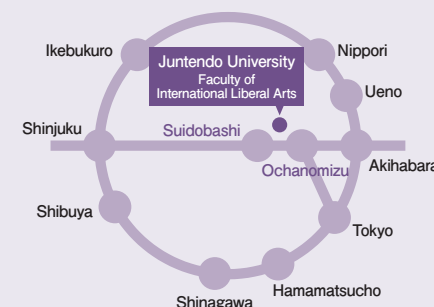 Ikebukuro
Nippori
Juntendo University
Faculty of
International Liberal Arts
Ueno
Shinjuku
Suidobashi
Ochanomizu
Akihabara
Shibuya
Tokyo
Hamamatsucho
Shinagawa